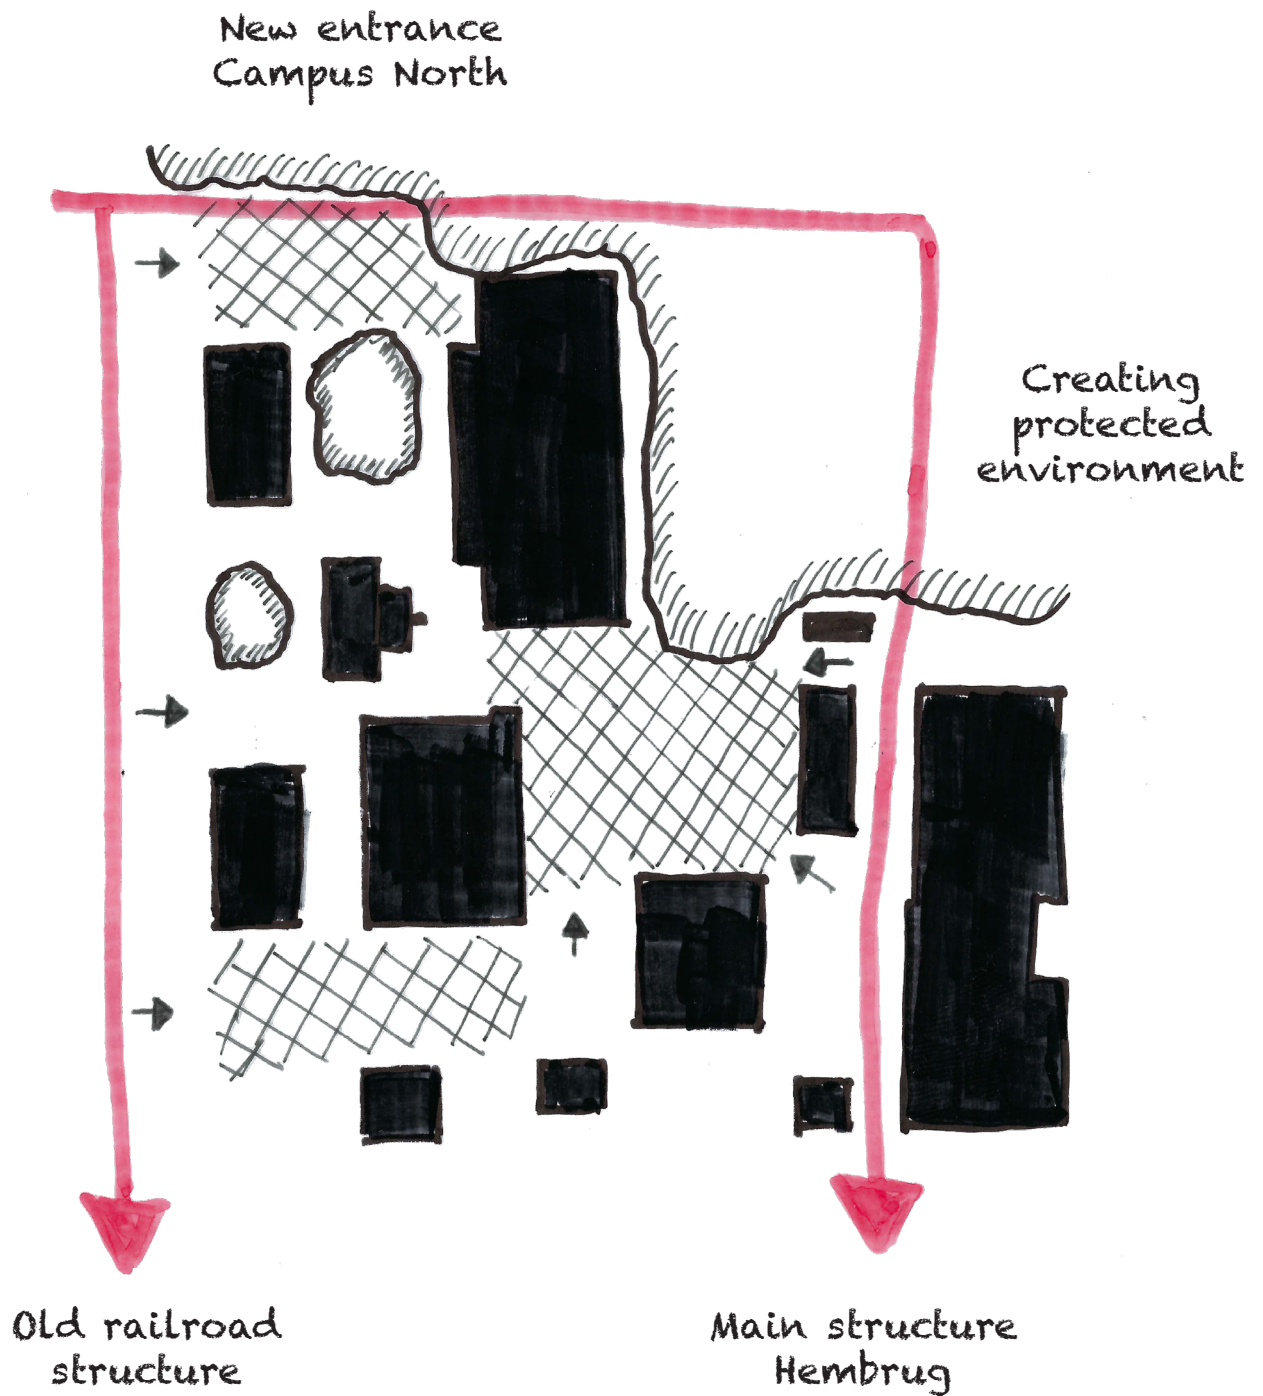 New entrance
Campus North
Creating
protected
environment
Old railroad
structure
Main structure
Hembrug